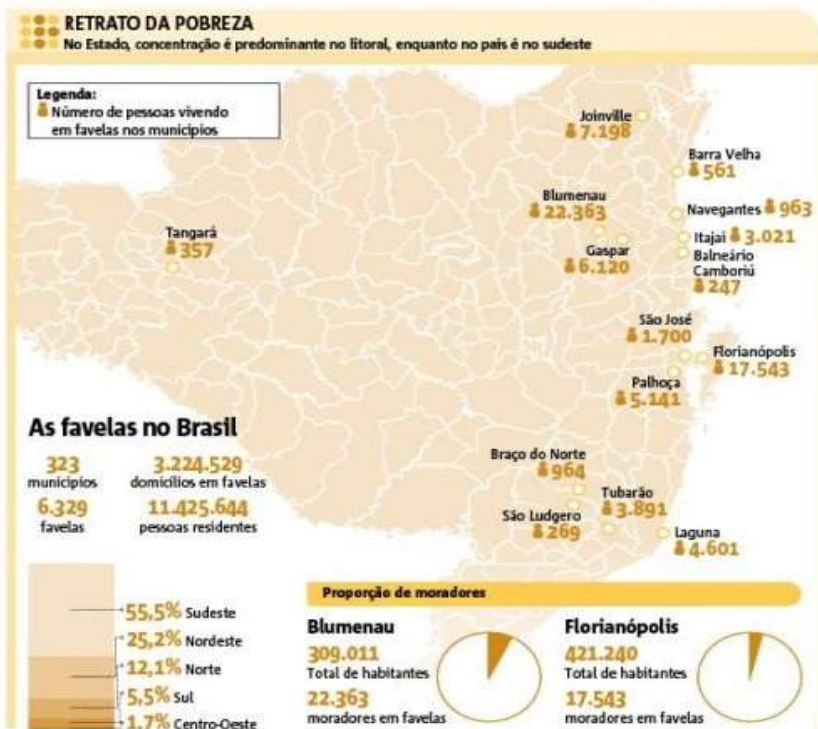 RETRATO DA POBREZA
No Estado, concentração é predominante no litoral, enquanto no país é no sudeste
Legenda:
Número de pessoas vivendo
em favelas nos municipios
Joinville
7.198
Barra Velha
561
Blumenau
22.363
Navegantes 963
Tangará
357
Itajaí 3.021
Gaspar
6.120
Balneário
Camboriú
247
São José
1.700
Florianópolis
17.543
Palhoça
5.141
As favelas no Brasil
323
municípios
3.224.529
domicílios em favelas
6.329
favelas
11.425.644
pessoas residentes
Braço do Norte
964
Tubarão
3.891
São Ludgero
269
Laguna
4.601
55,5% Sudeste
25,2% Nordeste
12,1% Norte
5,5% Sul
1,7% Centro-Oeste
Proporção de moradores
Blumenau
309.011
Total de habitantes
22.363
moradores em favelas
Florianópolis
421.240
Total de habitantes
17.543
moradores em favelas